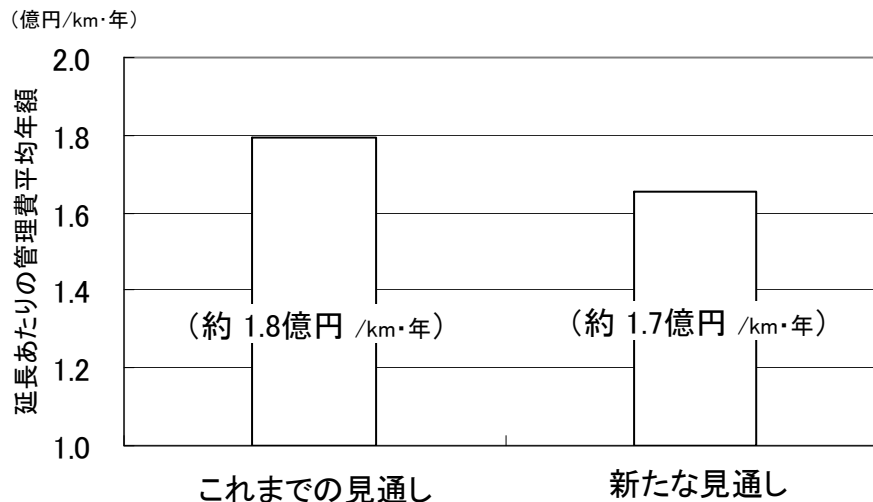 （億円/km・年）
延長あたりの管理費平均年額
2.0
1.8
1.6
1.4
1.2
1.0
（約 1.8億円 /km・年）
（約 1.7億円 /km・年）
これまでの見通し
新たな見通し